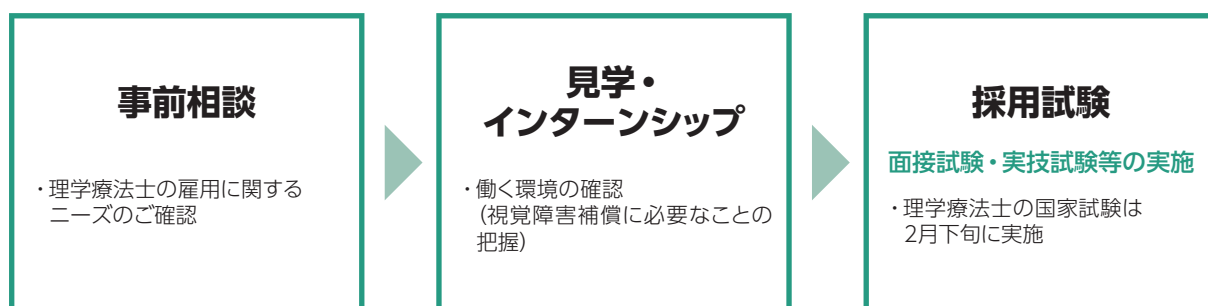 事前相談
・理学療法士の雇用に関する
ニーズのご確認
見学・
インターンシップ
・働く環境の確認
（視覚障害補償に必要なことの
把握）
採用試験
面接試験・実技試験等の実施
・理学療法士の国家試験は
2月下旬に実施